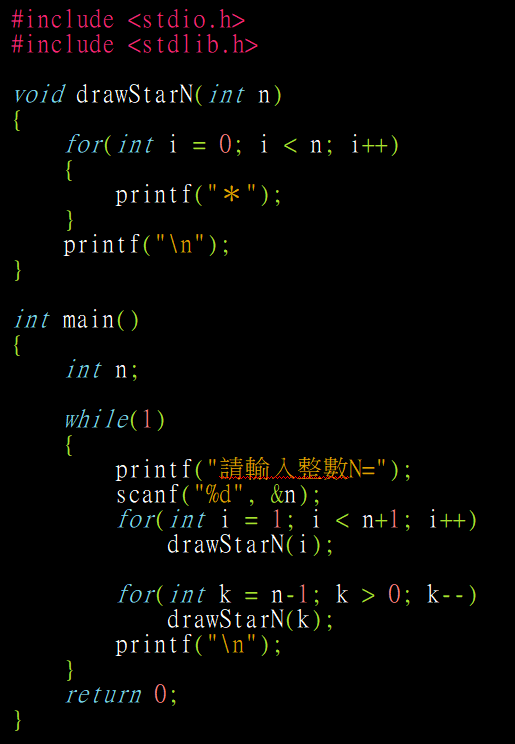 #include <stdio.h>
#include <stdlib.h>
void drawStarN(int n)
{
for(int i = 0; i < n; i++)
{
printf("＊");
}
printf("\n");
}
int main()
{
int n;
while(1)
{
printf("請輸入整數N=");
scanf("%d", &n);
for(int i = 1; i < n+1; i++)
drawStarN(i);
for(int k = n-1; k > 0; k--)
drawStarN(k);
printf("\n");
}
return 0;
}